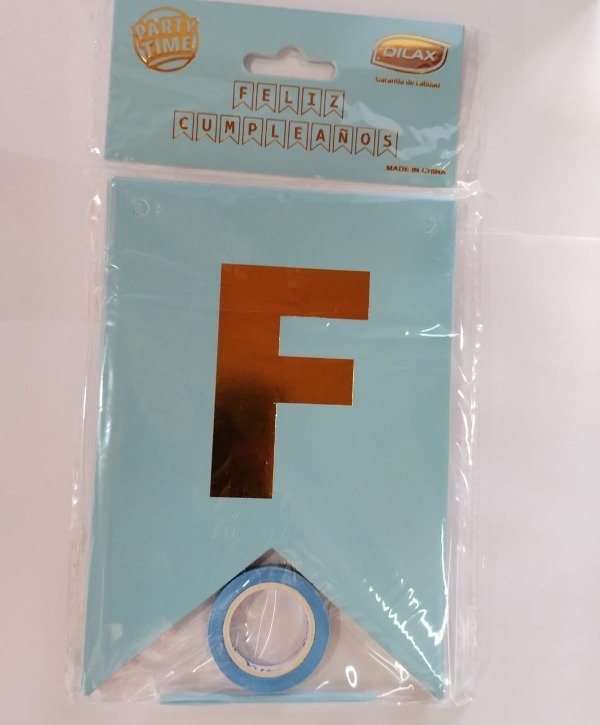 PARTY
TIME!
DILAX
Garantía de calidad
FELIZ
CUMPLEAÑOS
MADE IN CHINA
F